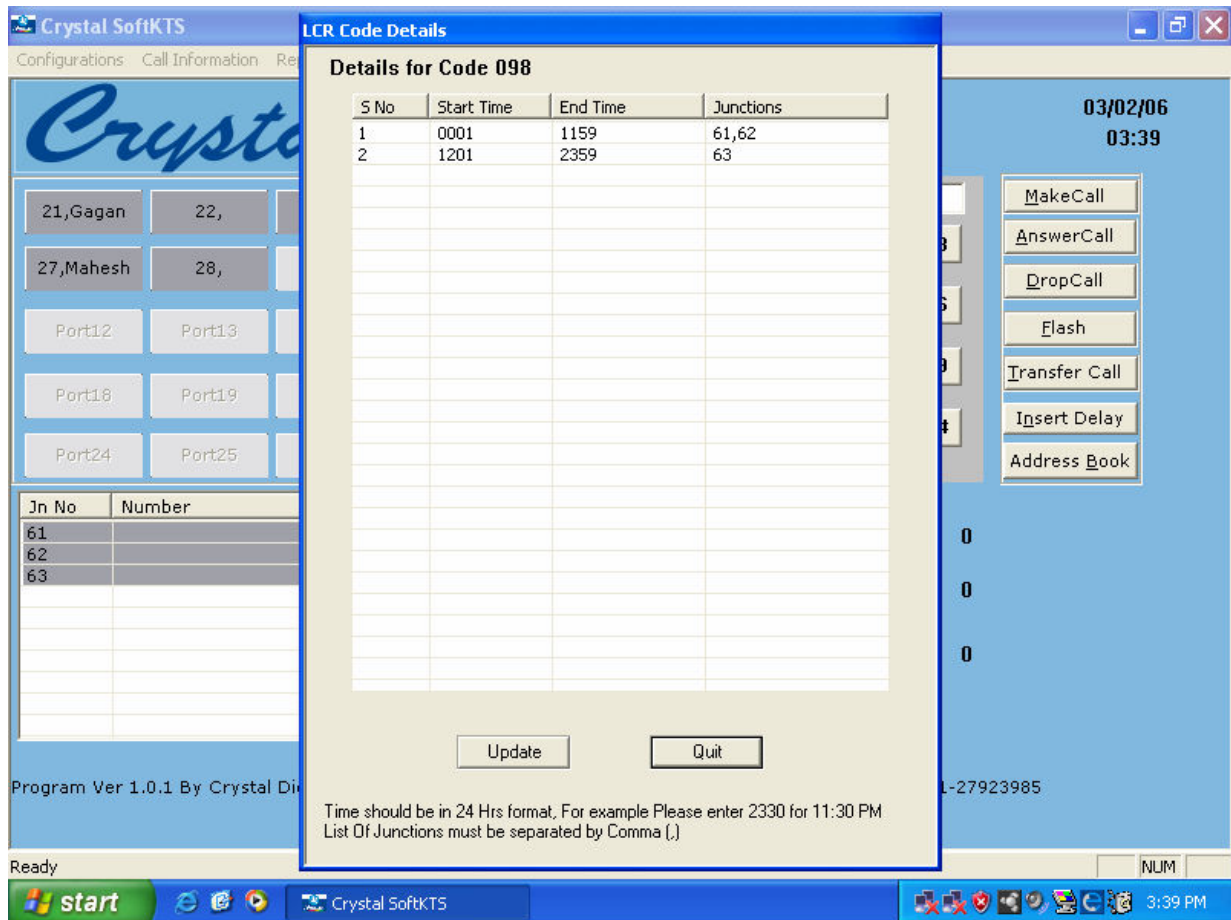 Crystal SoftKTS
LCR Code Details
Configurations Call Information Re
Details for Code 098
S No Start Time End Time Junctions
1 0001 1159 61,62
2 1201 2359 63
Crysta
03/02/06
03:39
21,Gagan 22,
27,Mahesh 28,
Port12 Port13
Port18 Port19
Port24 Port25
MakeCall
AnswerCall
DropCall
Flash
Transfer Call
Insert Delay
Address Book
Jn No Number
61
62
63
0
0
0
Update Quit
Program Ver 1.0.1 By Crystal Di
-27923985
Time should be in 24 Hrs format, For example Please enter 2330 for 11:30 PM
List Of Junctions must be separated by Comma (,)
Ready NUM
start Crystal SoftKTS 3:39 PM